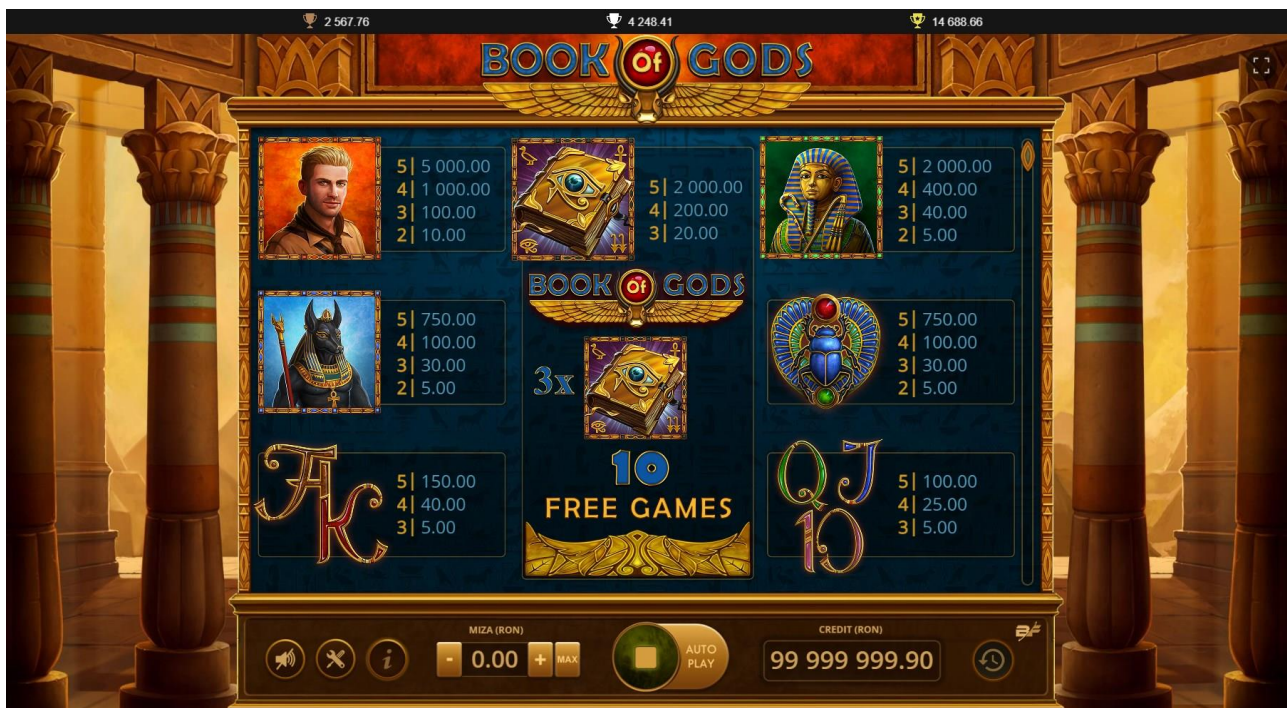 2 567.76
4 248.41
14 688.66
BOOK Of GODS
5| 5 000.00
4| 1 000.00
3| 100.00
2| 10.00
5| 2 000.00
4| 200.00
3| 20.00
5| 2 000.00
4| 400.00
3| 40.00
2| 5.00
5| 750.00
4| 100.00
3| 30.00
2| 5.00
BOOK Of GODS
3x
10
FREE GAMES
5| 750.00
4| 100.00
3| 30.00
2| 5.00
A
K
5| 150.00
4| 40.00
3| 5.00
Q J
10
5| 100.00
4| 25.00
3| 5.00
MIZA (RON)
- 0.00 + MAX
AUTO
PLAY
CREDIT (RON)
99 999 999.90
i
BF